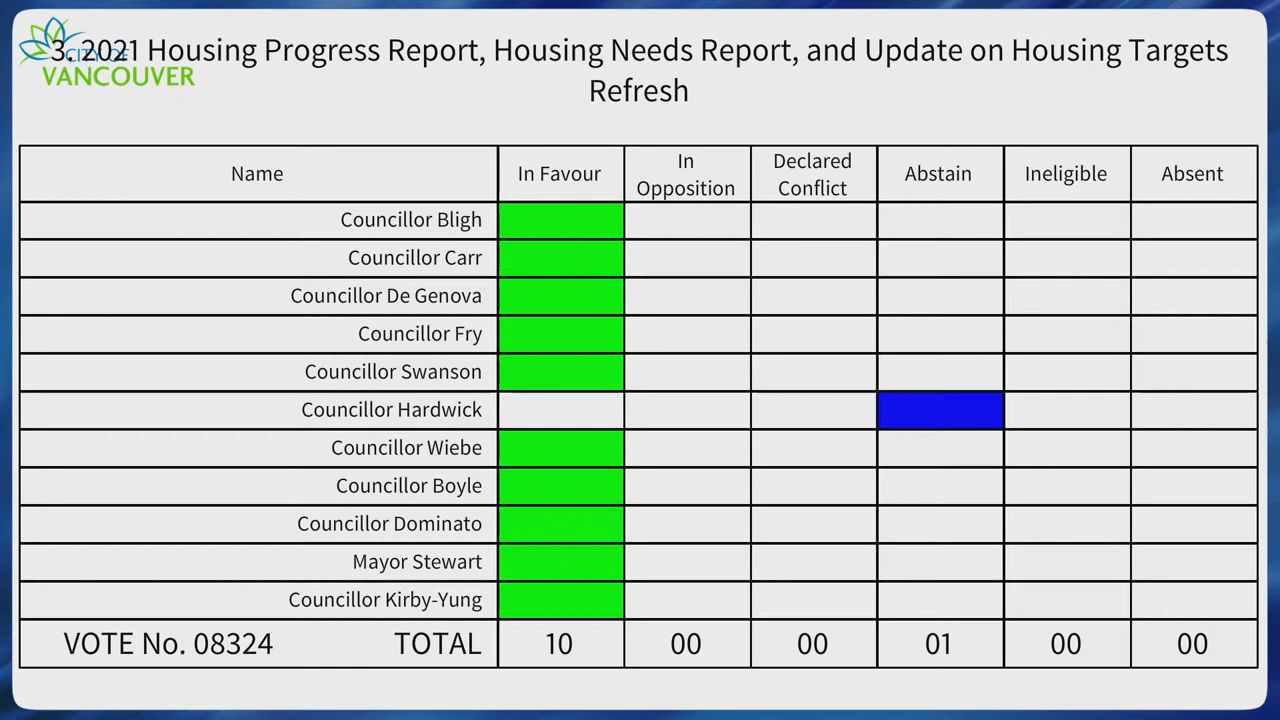 CITY OF
VANCOUVER
3. 2021 Housing Progress Report, Housing Needs Report, and Update on Housing Targets
Refresh
Name In Favour In Opposition Declared Conflict Abstain Ineligible Absent
Councillor Bligh
Councillor Carr
Councillor De Genova
Councillor Fry
Councillor Swanson
Councillor Hardwick
Councillor Wiebe
Councillor Boyle
Councillor Dominato
Mayor Stewart
Councillor Kirby-Yung
VOTE No. 08324 TOTAL 10 00 00 01 00 00